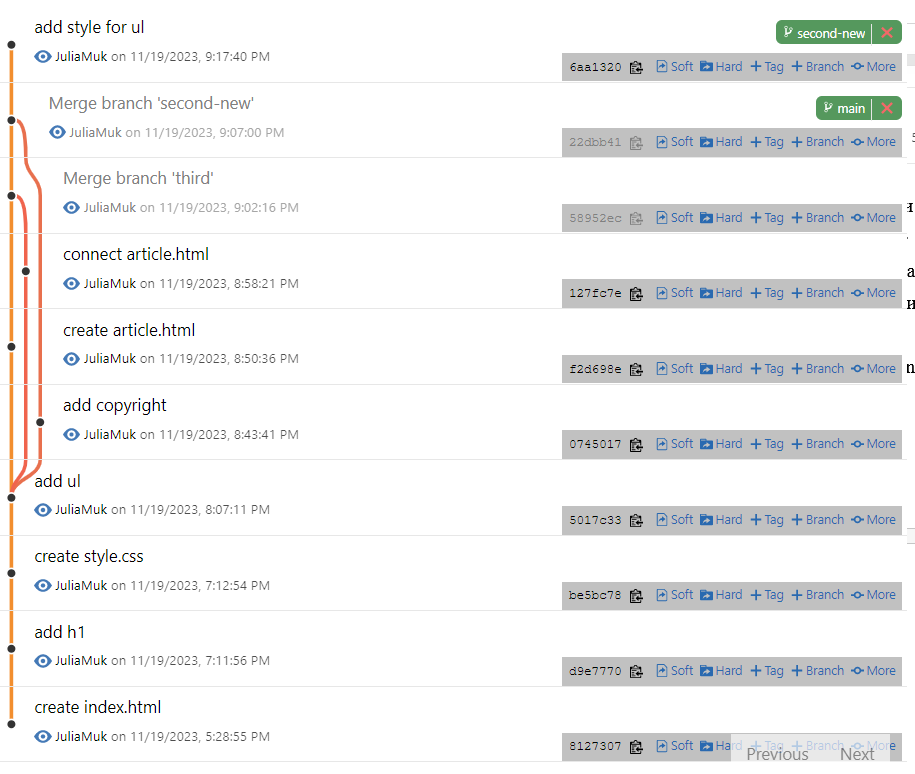 add style for ul
second-new
JuliaMuk on 11/19/2023, 9:17:40 PM
6aa1320 Soft Hard Tag Branch More
Merge branch 'second-new'
main
JuliaMuk on 11/19/2023, 9:07:00 PM
22dbb41 Soft Hard Tag Branch More
Merge branch 'third'
JuliaMuk on 11/19/2023, 9:02:16 PM
58952ec Soft Hard Tag Branch More
connect article.html
JuliaMuk on 11/19/2023, 8:58:21 PM
127fc7e Soft Hard Tag Branch More
create article.html
JuliaMuk on 11/19/2023, 8:50:36 PM
f2d698e Soft Hard Tag Branch More
add copyright
JuliaMuk on 11/19/2023, 8:43:41 PM
0745017 Soft Hard Tag Branch More
add ul
JuliaMuk on 11/19/2023, 8:07:11 PM
5017c33 Soft Hard Tag Branch More
create style.css
JuliaMuk on 11/19/2023, 7:12:54 PM
be5bc78 Soft Hard Tag Branch More
add h1
JuliaMuk on 11/19/2023, 7:11:56 PM
d9e7770 Soft Hard Tag Branch More
create index.html
JuliaMuk on 11/19/2023, 5:28:55 PM
8127307 Soft Hard Tag Branch More
Previous Next